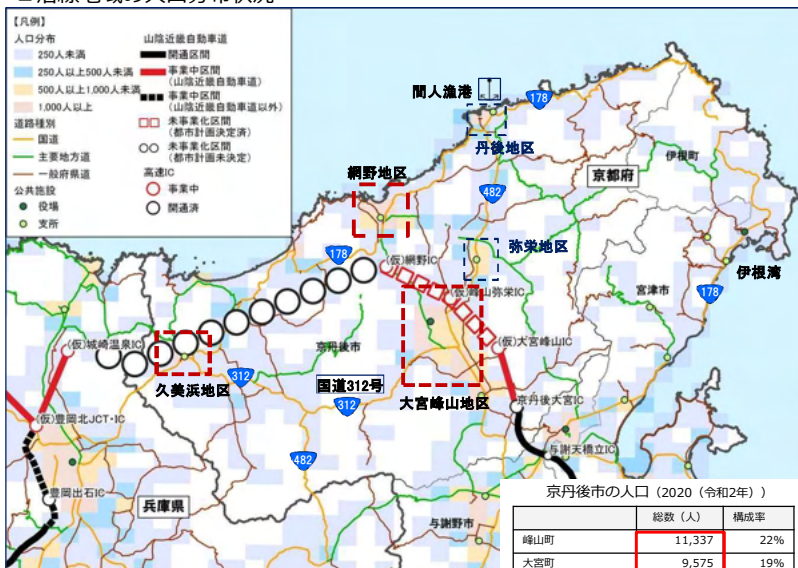 ■沿線地域の人口分布状況
【凡例】
人口分布
250人未満
250人以上500人未満
500人以上1,000人未満
1,000人以上
道路種別
国道
主要地方道
一般府県道
公共施設
役場
支所
山陰近畿自動車道
開通区間
事業中区間
(山陰近畿自動車道)
事業中区間
(山陰近畿自動車道以外)
未事業化区間
(都市計画決定済)
未事業化区間
(都市計画未決定)
高速IC
事業中
開通済
間人漁港
178
丹後地区
伊根町
京都府
網野地区
482
弥栄地区
178
(仮)網野IC
伊根湾
(仮)峰山弥栄IC
宮津市
178
(仮)城崎温泉IC
京丹後市
(仮)大宮峰山IC
312
国道312号
久美浜地区
312
大宮峰山地区
京丹後大宮IC
(仮)豊岡北JCT・IC
与謝天橋立IC
482
豊岡出石IC
兵庫県
与謝野市
京丹後市の人口(2020(令和2年))
総数(人) 構成率
峰山町 11,337 22%
大宮町 9,575 19%